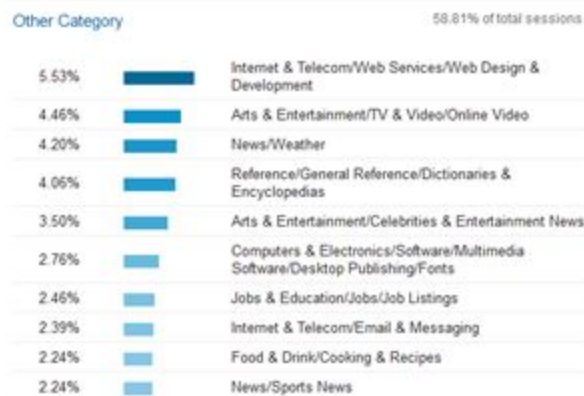 Other Category 58.81% of total sessions
5.53% Internet & Telecom/Web Services/Web Design &
Development
4.46% Arts & Entertainment/TV & Video/Online Video
4.20% News/Weather
4.06% Reference/General Reference/Dictionaries &
Encyclopedias
3.50% Arts & Entertainment/Celebrities & Entertainment News
2.76% Computers & Electronics/Software/Multimedia
Software/Desktop Publishing/Fonts
2.46% Jobs & Education/Jobs/Job Listings
2.39% Internet & Telecom/Email & Messaging
2.24% Food & Drink/Cooking & Recipes
2.24% News/Sports News